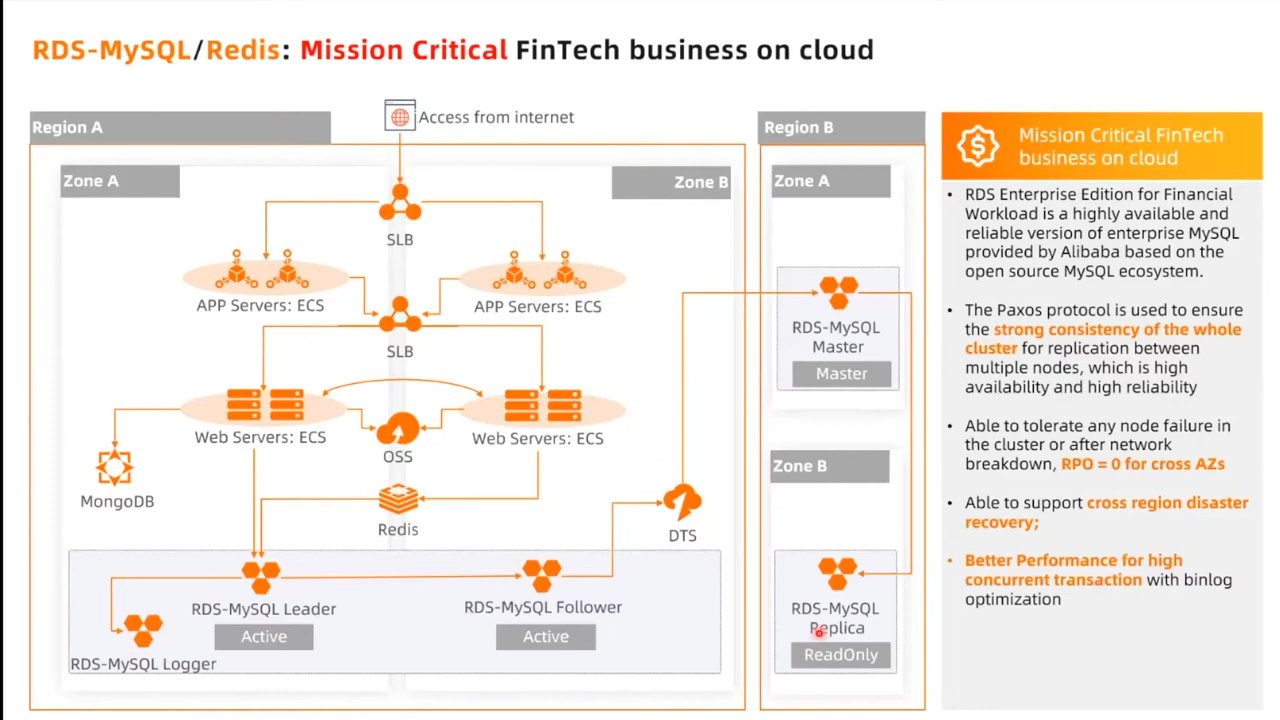 RDS-MySQL/Redis: Mission Critical FinTech business on cloud
Access from internet
Region A
Zone A
Zone B
SLB
APP Servers: ECS
APP Servers: ECS
SLB
Web Servers: ECS
Web Servers: ECS
OSS
MongoDB
Redis
DTS
RDS-MySQL Leader
Active
RDS-MySQL Follower
Active
RDS-MySQL Logger
Region B
Zone A
RDS-MySQL
Master
Master
Zone B
RDS-MySQL
Replica
ReadOnly
Mission Critical FinTech
business on cloud
• RDS Enterprise Edition for Financial
Workload is a highly available and
reliable version of enterprise MySQL
provided by Alibaba based on the
open source MySQL ecosystem.
• The Paxos protocol is used to ensure
the strong consistency of the whole
cluster for replication between
multiple nodes, which is high
availability and high reliability
• Able to tolerate any node failure in
the cluster or after network
breakdown, RPO = 0 for cross AZs
• Able to support cross region disaster
recovery;
• Better Performance for high
concurrent transaction with binlog
optimization